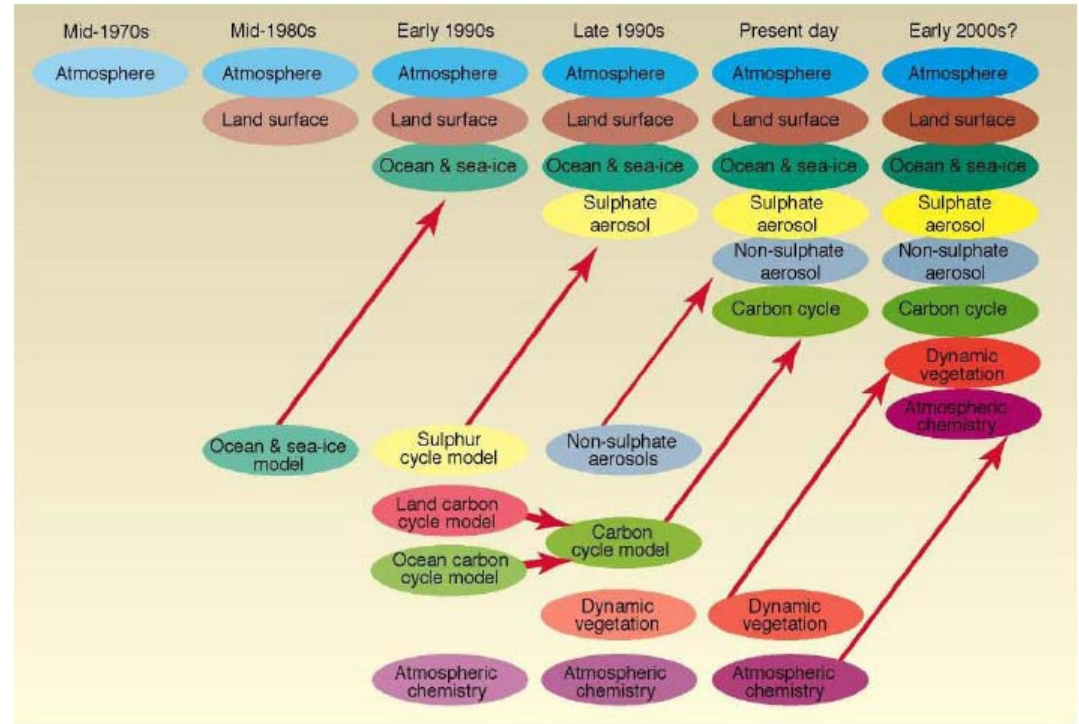 Mid-1970s
Mid-1980s
Early 1990s
Late 1990s
Present day
Early 2000s?
Atmosphere
Atmosphere
Atmosphere
Atmosphere
Atmosphere
Atmosphere
Land surface
Land surface
Land surface
Land surface
Land surface
Ocean & sea-ice
Ocean & sea-ice
Ocean & sea-ice
Ocean & sea-ice
Sulphate
aerosol
Sulphate
aerosol
Sulphate
aerosol
Non-sulphate
aerosol
Non-sulphate
aerosol
Carbon cycle
Carbon cycle
Dynamic
vegetation
Atmospheric
chemistry
Ocean & sea-ice
model
Sulphur
cycle model
Non-sulphate
aerosols
Land carbon
cycle model
Carbon
cycle model
Ocean carbon
cycle model
Dynamic
vegetation
Dynamic
vegetation
Atmospheric
chemistry
Atmospheric
chemistry
Atmospheric
chemistry